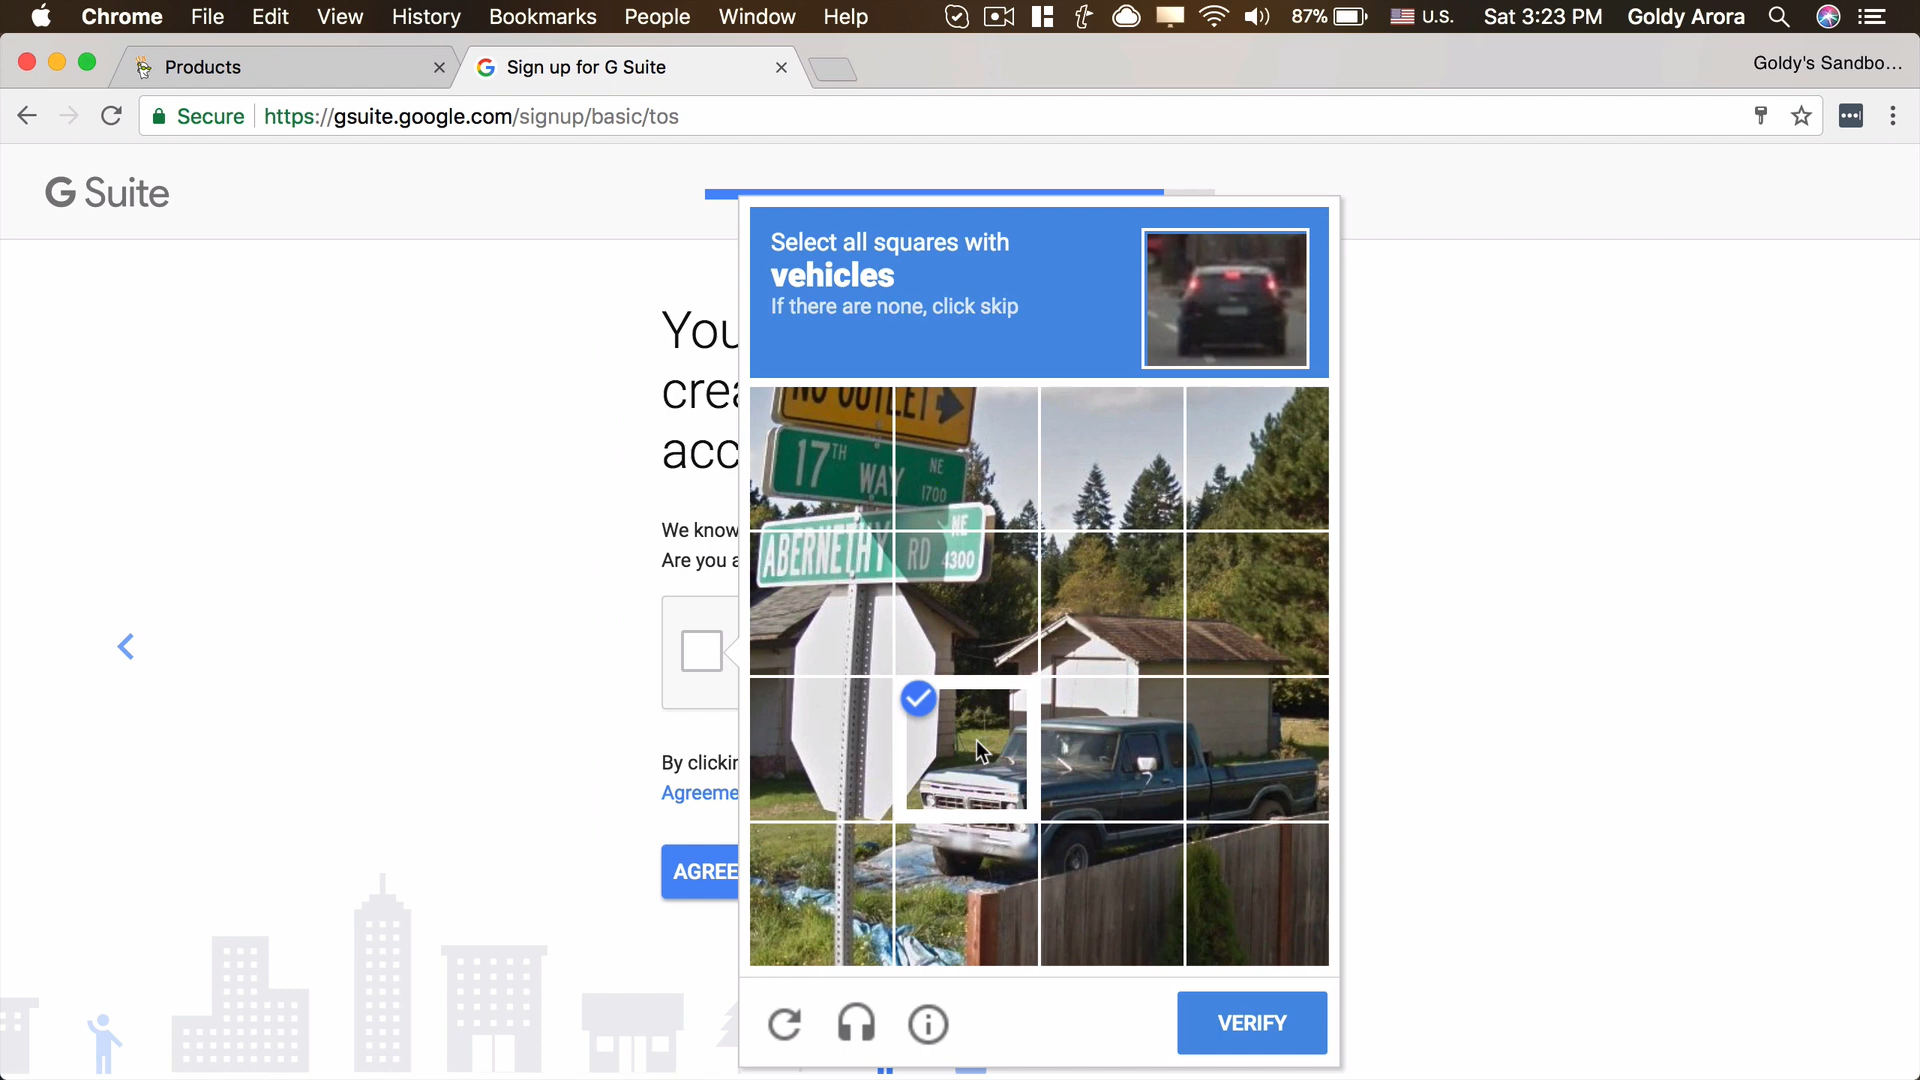 Chrome File Edit View History Bookmarks People Window Help 87% U.S. Sat 3:23 PM Goldy Arora
Products
Sign up for G Suite
Goldy's Sandbo...
Secure https://gsuite.google.com/signup/basic/tos
G Suite
Select all squares with
vehicles
If there are none, click skip
You
crea
acc
NO OUTLET
17TH WAY NE 1700
ABERNETHY RD NE 4300
We know
Are you a
By clickin
Agreeme
AGREE
VERIFY